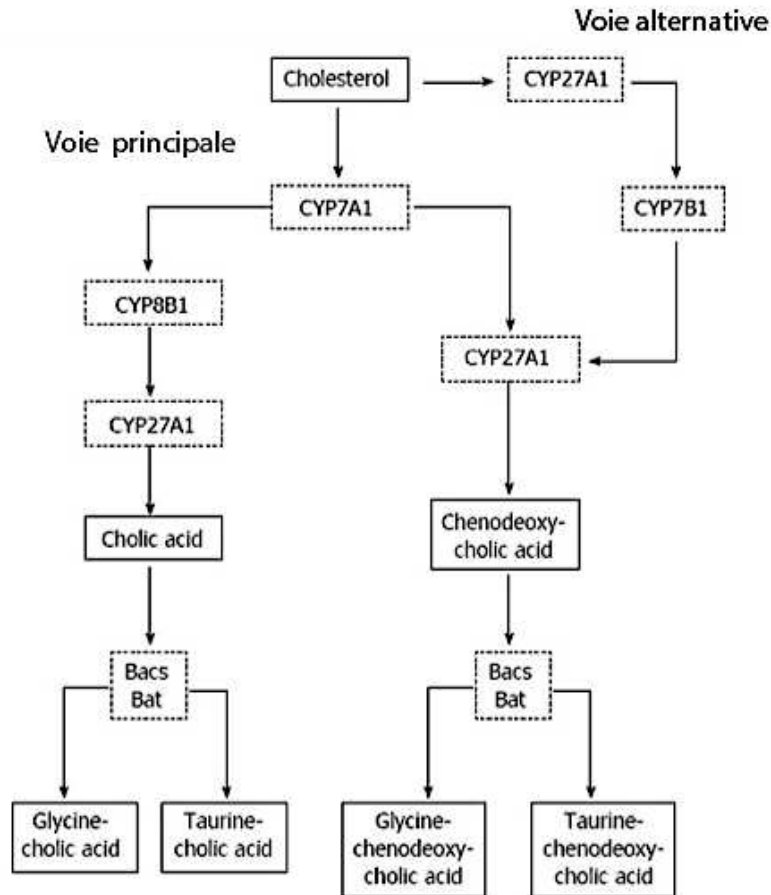 Voie alternative
Cholesterol
CYP27A1
Voie principale
CYP7A1
CYP7B1
CYP8B1
CYP27A1
CYP27A1
Cholic acid
Chenodeoxy-
cholic acid
Bacs
Bat
Bacs
Bat
Glycine-
cholic acid
Taurine-
cholic acid
Glycine-
chenodeoxy-
cholic acid
Taurine-
chenodeoxy-
cholic acid